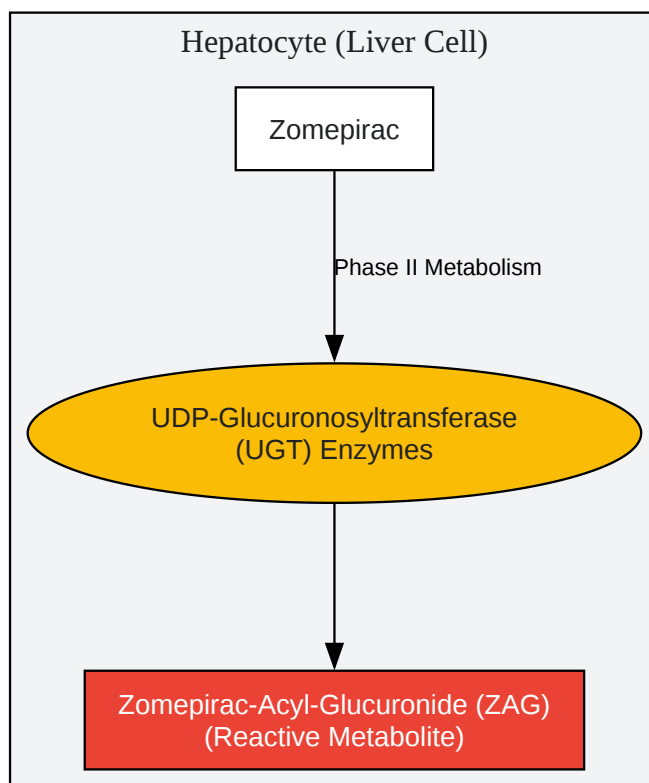 Hepatocyte (Liver Cell)
Zomepirac
Phase II Metabolism
UDP-Glucuronosyltransferase
(UGT) Enzymes
Zomepirac-Acyl-Glucuronide (ZAG)
(Reactive Metabolite)